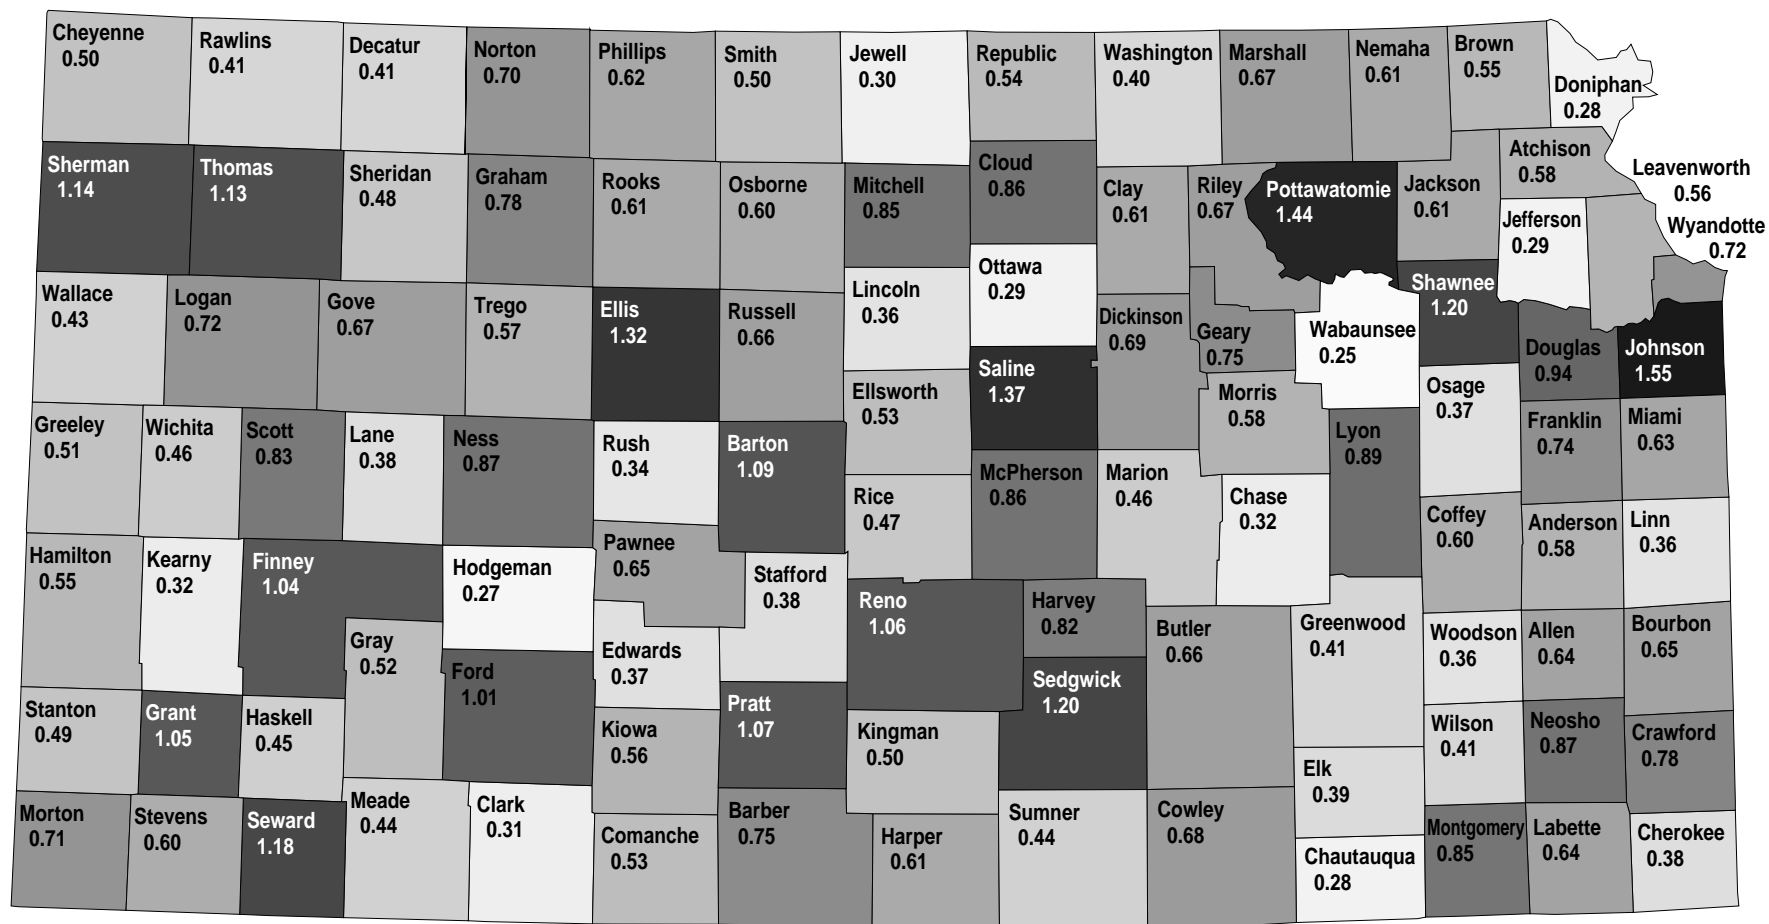 Cheyenne
0.50
Rawlins
0.41
Decatur
0.41
Norton
0.70
Phillips
0.62
Smith
0.50
Jewell
0.30
Republic
0.54
Washington
0.40
Marshall
0.67
Nemaha
0.61
Brown
0.55
Doniphan
0.28
Sherman
1.14
Thomas
1.13
Sheridan
0.48
Graham
0.78
Rooks
0.61
Osborne
0.60
Mitchell
0.85
Cloud
0.86
Clay
0.61
Riley
0.67
Pottawatomie
1.44
Jackson
0.61
Atchison
0.58
Jefferson
0.29
Leavenworth
0.56
Wyandotte
0.72
Wallace
0.43
Logan
0.72
Gove
0.67
Trego
0.57
Ellis
1.32
Russell
0.66
Lincoln
0.36
Ottawa
0.29
Saline
1.37
Dickinson
0.69
Geary
0.75
Wabaunsee
0.25
Shawnee
1.20
Douglas
0.94
Johnson
1.55
Ellsworth
0.53
Morris
0.58
Osage
0.37
Franklin
0.74
Miami
0.63
Greeley
0.51
Wichita
0.46
Scott
0.83
Lane
0.38
Ness
0.87
Rush
0.34
Barton
1.09
Rice
0.47
McPherson
0.86
Marion
0.46
Chase
0.32
Lyon
0.89
Coffey
0.60
Anderson
0.58
Linn
0.36
Hamilton
0.55
Kearny
0.32
Finney
1.04
Hodgeman
0.27
Pawnee
0.65
Stafford
0.38
Reno
1.06
Harvey
0.82
Butler
0.66
Greenwood
0.41
Woodson
0.36
Allen
0.64
Bourbon
0.65
Gray
0.52
Ford
1.01
Edwards
0.37
Pratt
1.07
Sedgwick
1.20
Stanton
0.49
Grant
1.05
Haskell
0.45
Kiowa
0.56
Kingman
0.50
Wilson
0.41
Neosho
0.87
Crawford
0.78
Elk
0.39
Morton
0.71
Stevens
0.60
Seward
1.18
Meade
0.44
Clark
0.31
Comanche
0.53
Barber
0.75
Harper
0.61
Sumner
0.44
Cowley
0.68
Chautauqua
0.28
Montgomery
0.85
Labette
0.64
Cherokee
0.38